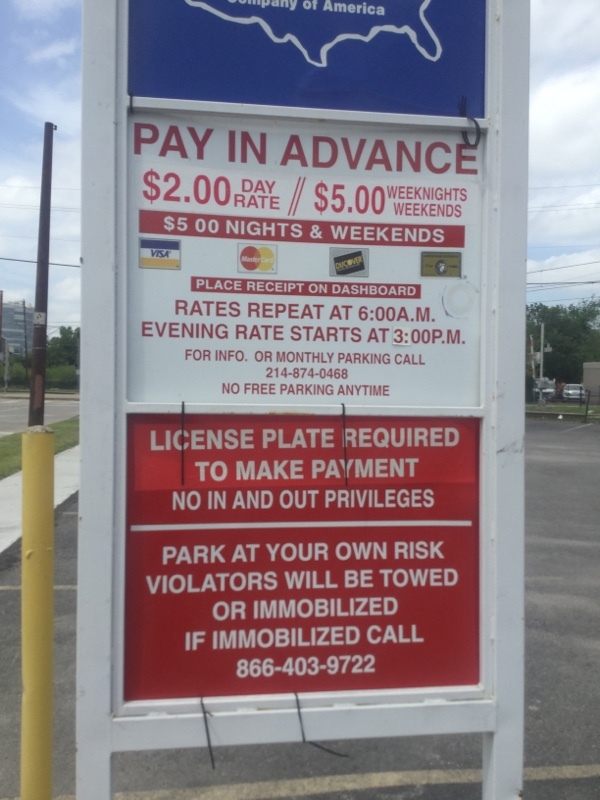 Company of America
PAY IN ADVANCE
$2.00 DAY RATE // $5.00 WEEKNIGHTS WEEKENDS
$5 00 NIGHTS & WEEKENDS
VISA MasterCard DISCOVER
PLACE RECEIPT ON DASHBOARD
RATES REPEAT AT 6:00A.M.
EVENING RATE STARTS AT 3:00P.M.
FOR INFO. OR MONTHLY PARKING CALL
214-874-0468
NO FREE PARKING ANYTIME
LICENSE PLATE REQUIRED
TO MAKE PAYMENT
NO IN AND OUT PRIVILEGES
PARK AT YOUR OWN RISK
VIOLATORS WILL BE TOWED
OR IMMOBILIZED
IF IMMOBILIZED CALL
866-403-9722